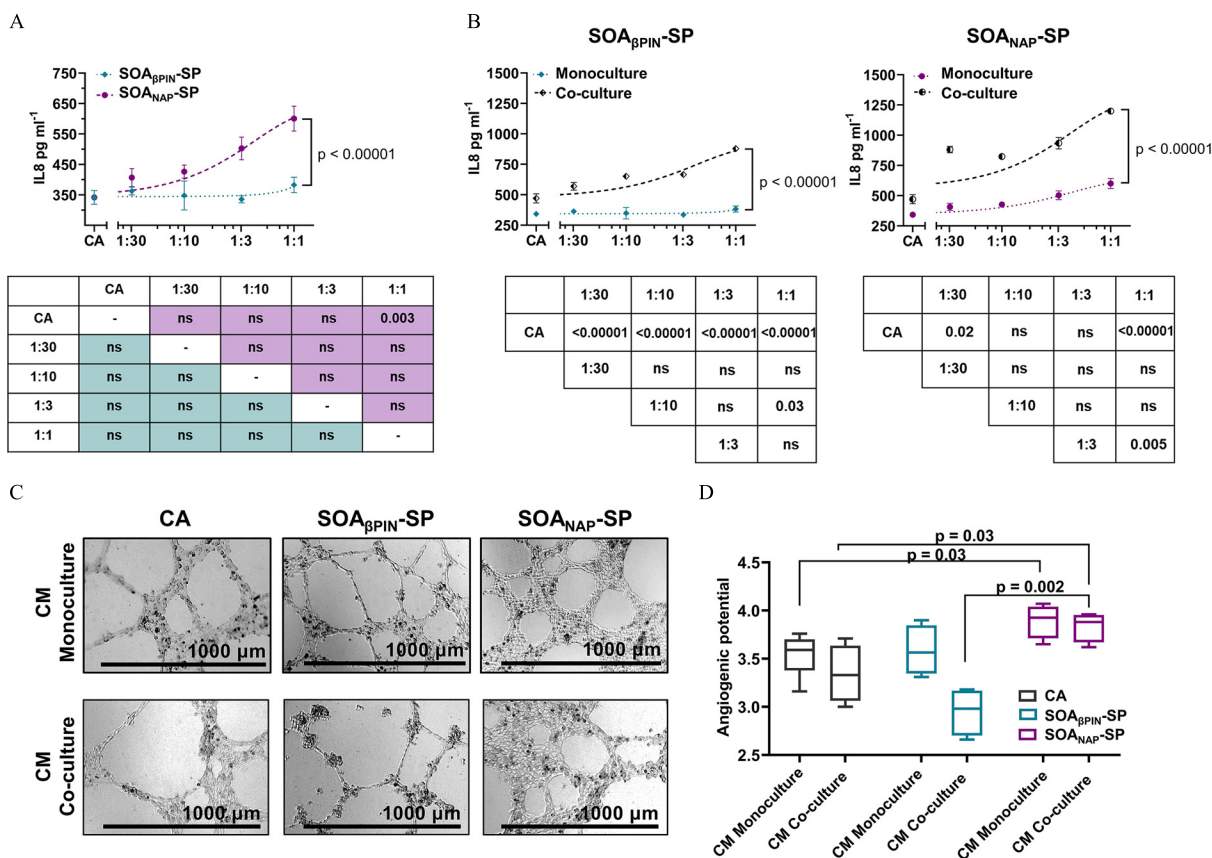 A
750
600
450
350
IL8 pg ml⁻¹
SOAβPIN-SP
SOANAP-SP
p < 0.00001
CA 1:30 1:10 1:3 1:1
CA 1:30 1:10 1:3 1:1
CA - ns ns ns 0.003
1:30 ns - ns ns ns
1:10 ns ns - ns ns
1:3 ns ns ns - ns
1:1 ns ns ns ns -
B
SOAβPIN-SP
1500
1250
1000
750
500
250
IL8 pg ml⁻¹
Monoculture
Co-culture
p < 0.00001
CA 1:30 1:10 1:3 1:1
1:30 1:10 1:3 1:1
CA <0.00001 <0.00001 <0.00001 <0.00001
1:30 ns ns ns
1:10 ns 0.03
1:3 ns
SOANAP-SP
1500
1250
1000
750
500
250
IL8 pg ml⁻¹
Monoculture
Co-culture
p < 0.00001
CA 1:30 1:10 1:3 1:1
1:30 1:10 1:3 1:1
CA 0.02 ns ns <0.00001
1:30 ns ns ns
1:10 ns ns
1:3 0.005
C
CA SOAβPIN-SP SOANAP-SP
CM
Monoculture
1000 µm 1000 µm 1000 µm
CM
Co-culture
1000 µm 1000 µm 1000 µm
D
p = 0.03
p = 0.03
p = 0.002
4.5
4.0
3.5
3.0
2.5
Angiogenic potential
CA
SOAβPIN-SP
SOANAP-SP
CM Monoculture
CM Co-culture
CM Monoculture
CM Co-culture
CM Monoculture
CM Co-culture